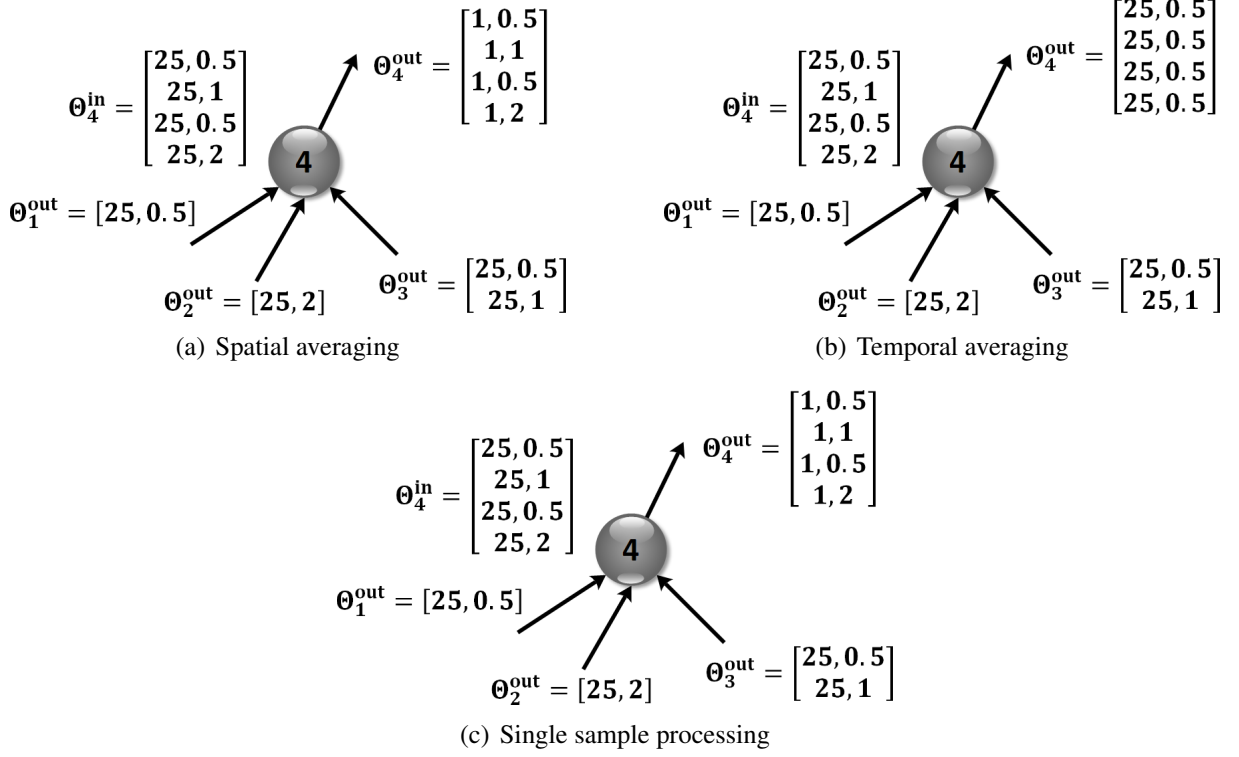 Θ₄ⁱⁿ = [25, 0.5
25, 1
25, 0.5
25, 2]
Θ₄ᵒᵘᵗ = [1, 0.5
1, 1
1, 0.5
1, 2]
4
Θ₁ᵒᵘᵗ = [25, 0.5]
Θ₂ᵒᵘᵗ = [25, 2]
Θ₃ᵒᵘᵗ = [25, 0.5
25, 1]
(a) Spatial averaging
Θ₄ⁱⁿ = [25, 0.5
25, 1
25, 0.5
25, 2]
Θ₄ᵒᵘᵗ = [25, 0.5
25, 0.5
25, 0.5
25, 0.5]
4
Θ₁ᵒᵘᵗ = [25, 0.5]
Θ₂ᵒᵘᵗ = [25, 2]
Θ₃ᵒᵘᵗ = [25, 0.5
25, 1]
(b) Temporal averaging
Θ₄ⁱⁿ = [25, 0.5
25, 1
25, 0.5
25, 2]
Θ₄ᵒᵘᵗ = [1, 0.5
1, 1
1, 0.5
1, 2]
4
Θ₁ᵒᵘᵗ = [25, 0.5]
Θ₂ᵒᵘᵗ = [25, 2]
Θ₃ᵒᵘᵗ = [25, 0.5
25, 1]
(c) Single sample processing